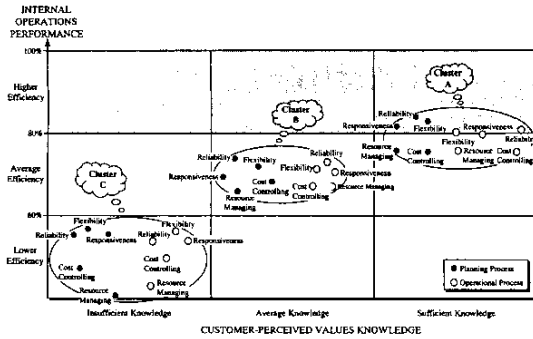 INTERNAL
OPERATIONS
PERFORMANCE
100%
Higher
Efficiency
80%
Average
Efficiency
60%
Lower
Efficiency
Cluster
A
Reliability
Responsiveness
Flexibility
Responsiveness
Reliability
Resource
Managing
Cost
Controlling
Flexibility
Resource
Managing
Cost
Controlling
Cluster
B
Reliability
Flexibility
Reliability
Responsiveness
Flexibility
Responsiveness
Cost
Controlling
Resource
Managing
Cost
Controlling
Resource Managing
Cluster
C
Flexibility
Reliability
Responsiveness
Flexibility
Reliability
Responsiveness
Cost
Controlling
Resource
Managing
Cost
Controlling
Resource
Managing
Planning Process
Operational Process
Insufficient Knowledge
Average Knowledge
Sufficient Knowledge
CUSTOMER-PERCEIVED VALUES KNOWLEDGE